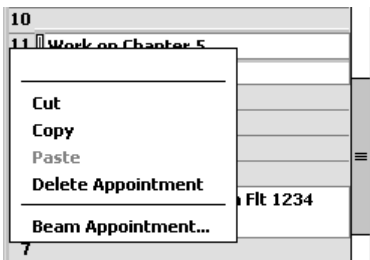 10
11 Work on Chapter 5
Cut
Copy
Paste
Delete Appointment
Flt 1234
Beam Appointment...
7